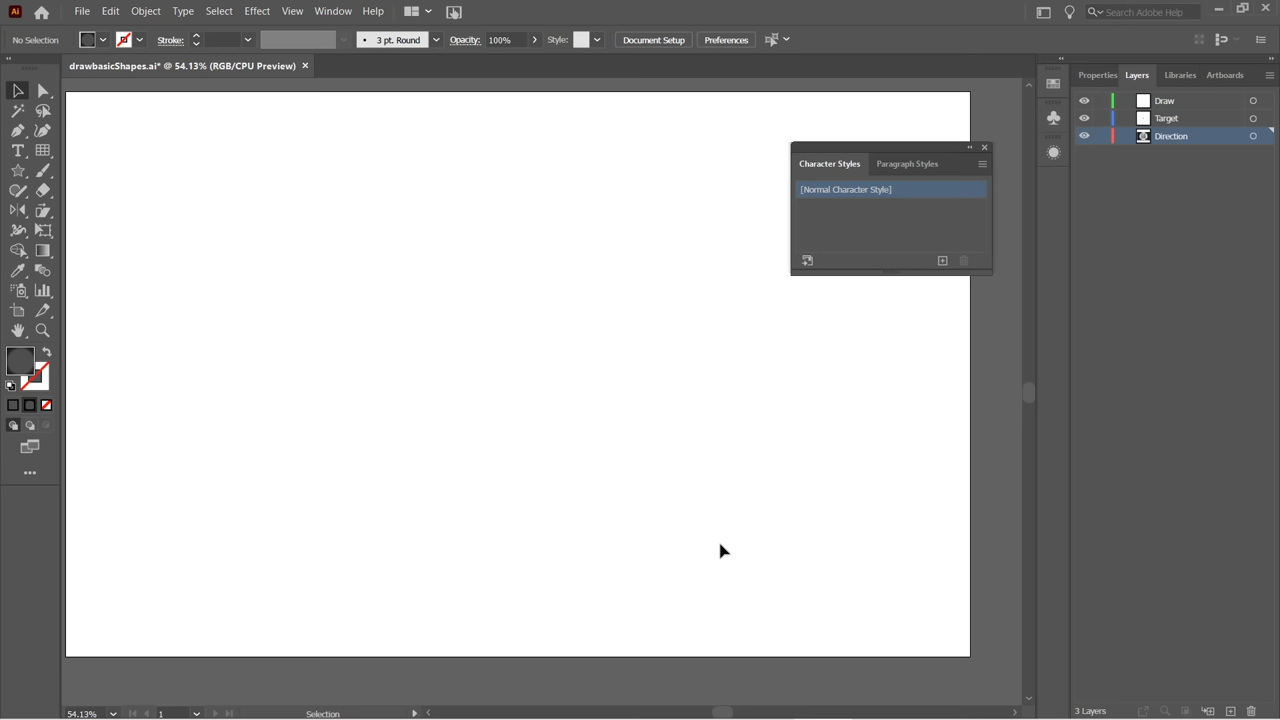 Ai File Edit Object Type Select Effect View Window Help Search Adobe Help
No Selection Stroke: 3 pt. Round Opacity: 100% Style: Document Setup Preferences
drawbasicShapes.ai* @ 54.13% (RGB/CPU Preview)
Properties Layers Libraries Artboards
Draw
Target
Direction
Character Styles Paragraph Styles
[Normal Character Style]
54.13% 1 Selection
3 Layers